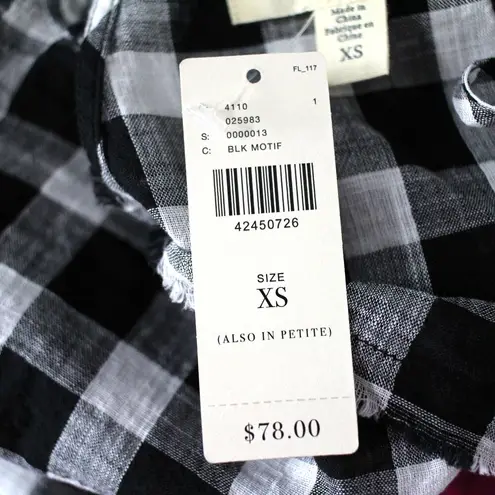 Made in
China
Fabriqué en
Chine
XS
FL_117
4110 1
025983
S: 0000013
C: BLK MOTIF
42450726
SIZE
XS
(ALSO IN PETITE)
$78.00